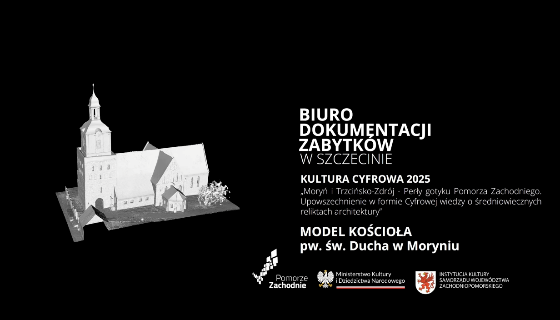 BIURO
DOKUMENTACJI
ZABYTKÓW
W SZCZECINIE
KULTURA CYFROWA 2025
„Moryń i Trzcińsko-Zdrój - Perły gotyku Pomorza Zachodniego.
Upowszechnienie w formie Cyfrowej wiedzy o średniowiecznych
reliktach architektury”
MODEL KOŚCIOŁA
pw. św. Ducha w Moryniu
Pomorze
Zachodnie
Ministerstwo Kultury
i Dziedzictwa Narodowego
INSTYTUCJA KULTURY
SAMORZĄDU WOJEWÓDZTWA
ZACHODNIOPOMORSKIEGO